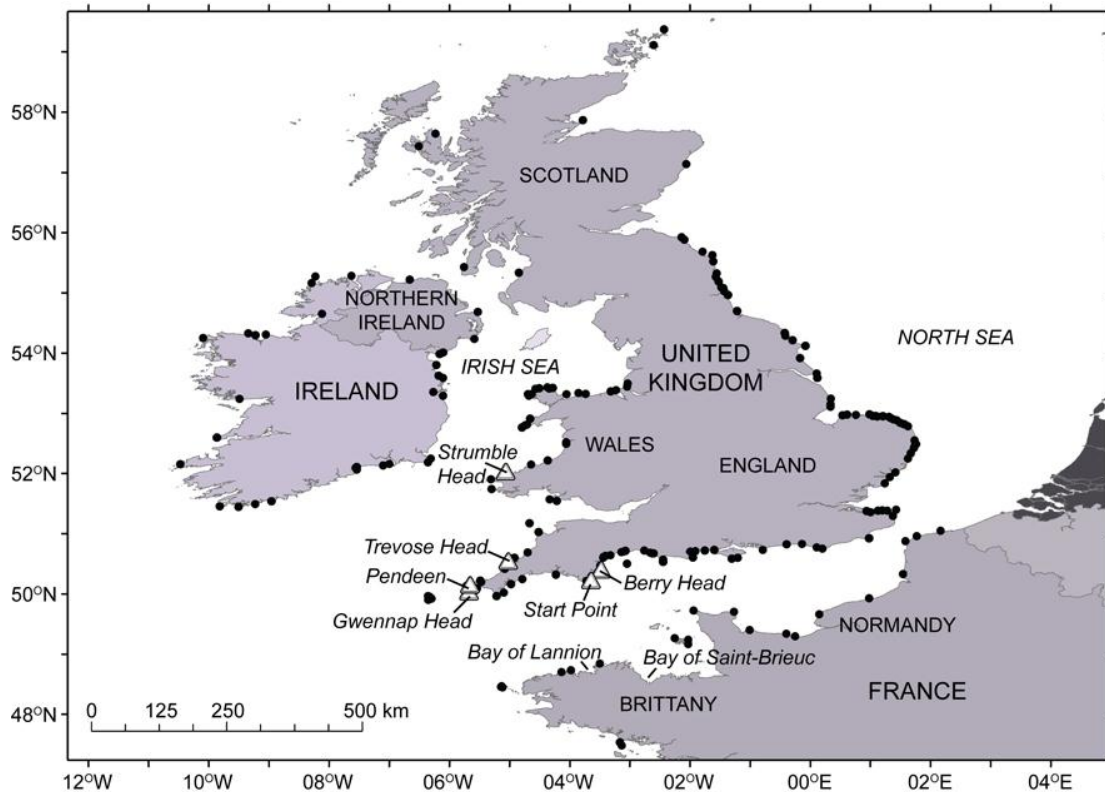 58°N
56°N
54°N
52°N
50°N
48°N
SCOTLAND
NORTHERN
IRELAND
IRISH SEA
NORTH SEA
IRELAND
UNITED
KINGDOM
Strumble
Head
WALES
ENGLAND
Trevose Head
Pendeen
Gwennap Head
Start Point
Berry Head
Bay of Lannion
Bay of Saint-Brieuc
NORMANDY
BRITTANY
FRANCE
0 125 250 500 km
12°W 10°W 08°W 06°W 04°W 02°W 00°E 02°E 04°E